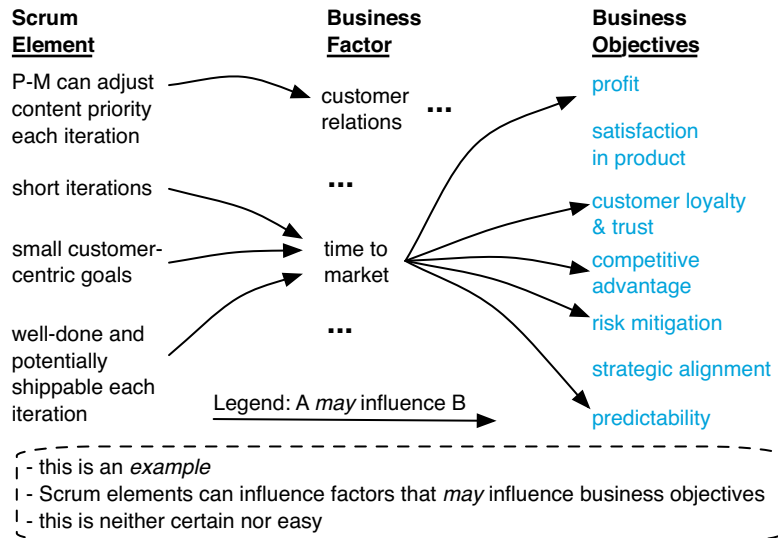 Scrum
Element
P-M can adjust
content priority
each iteration
short iterations
small customer-
centric goals
well-done and
potentially
shippable each
iteration
Business
Factor
customer
relations
...
...
time to
market
...
Business
Objectives
profit
satisfaction
in product
customer loyalty
& trust
competitive
advantage
risk mitigation
strategic alignment
predictability
Legend: A may influence B
- this is an example
- Scrum elements can influence factors that may influence business objectives
- this is neither certain nor easy